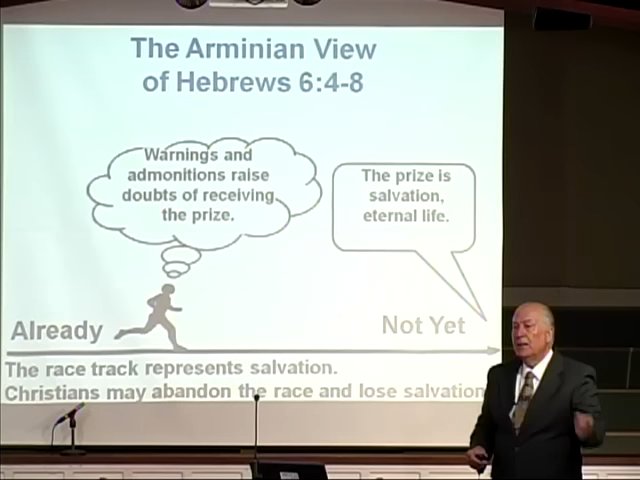 The Arminian View
of Hebrews 6:4-8
Warnings and
admonitions raise
doubts of receiving
the prize.
The prize is
salvation,
eternal life.
Already
Not Yet
The race track represents salvation.
Christians may abandon the race and lose salvation